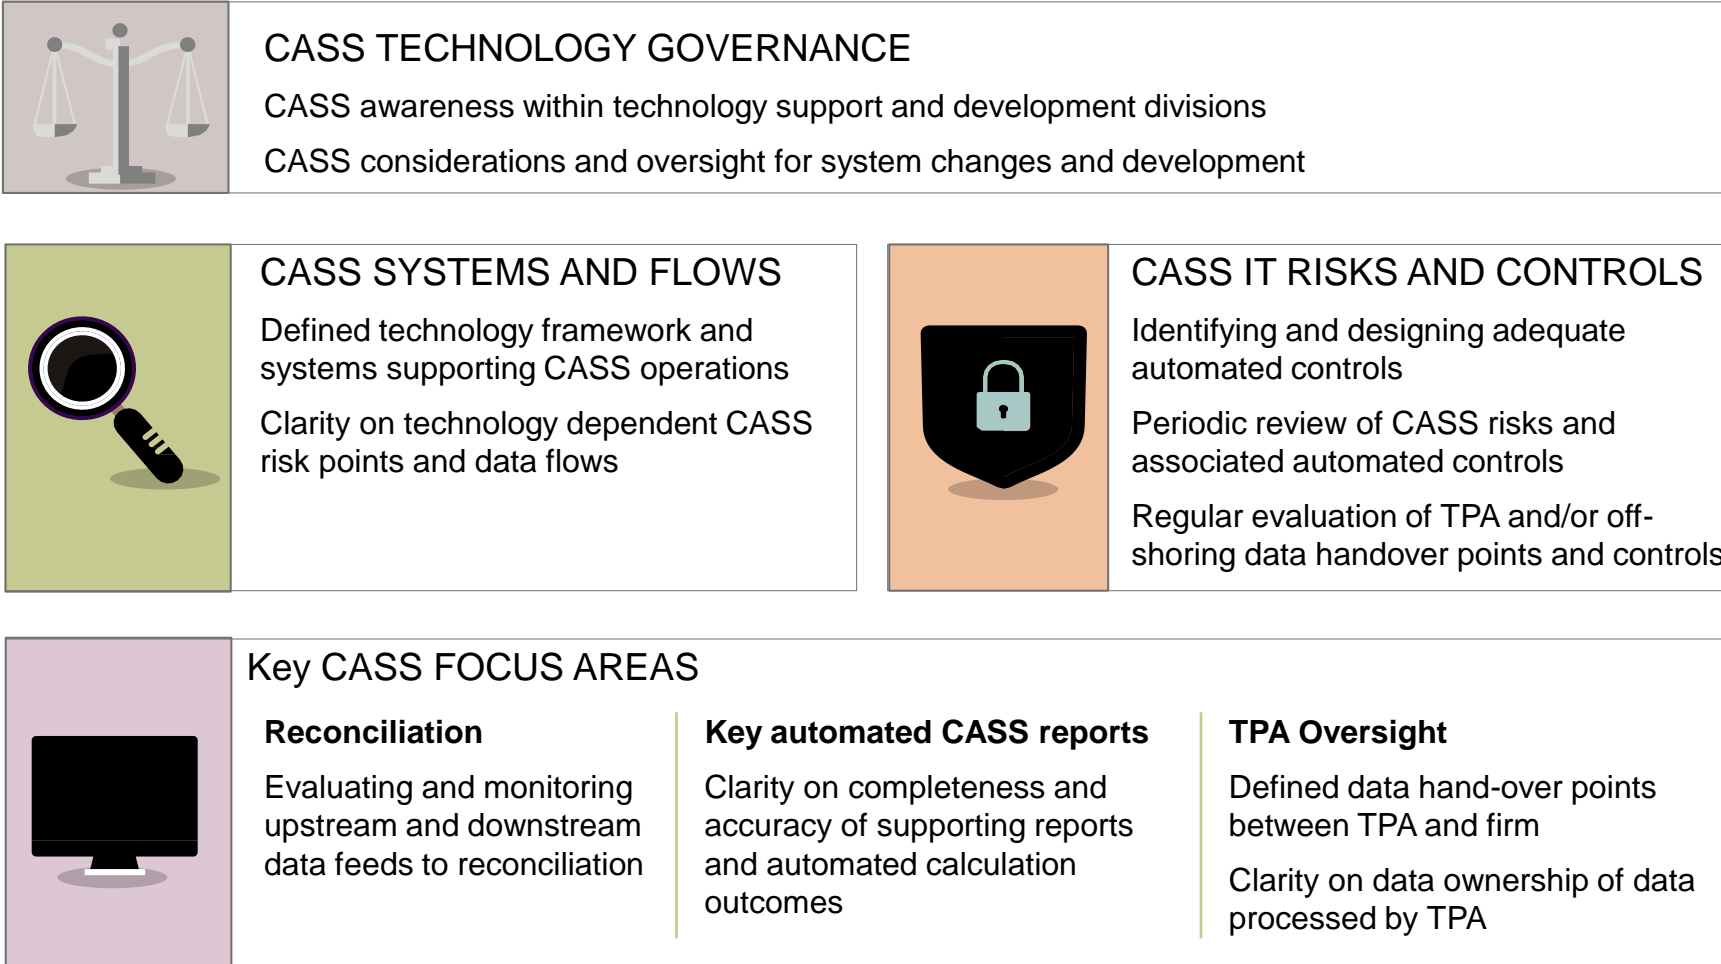 CASS TECHNOLOGY GOVERNANCE
CASS awareness within technology support and development divisions
CASS considerations and oversight for system changes and development
CASS SYSTEMS AND FLOWS
Defined technology framework and
systems supporting CASS operations
Clarity on technology dependent CASS
risk points and data flows
CASS IT RISKS AND CONTROLS
Identifying and designing adequate
automated controls
Periodic review of CASS risks and
associated automated controls
Regular evaluation of TPA and/or off-
shoring data handover points and controls
Key CASS FOCUS AREAS
Reconciliation
Evaluating and monitoring
upstream and downstream
data feeds to reconciliation
Key automated CASS reports
Clarity on completeness and
accuracy of supporting reports
and automated calculation
outcomes
TPA Oversight
Defined data hand-over points
between TPA and firm
Clarity on data ownership of data
processed by TPA